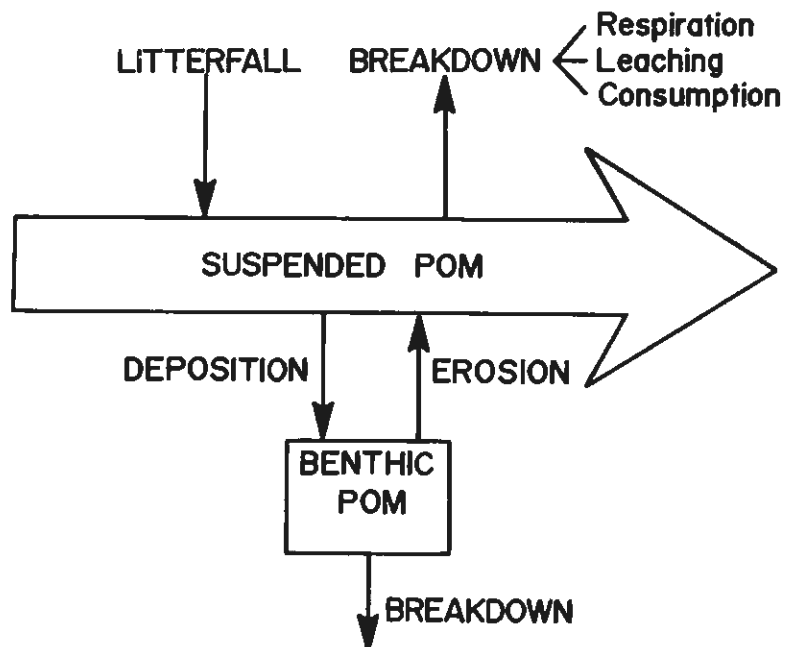 LITTERFALL
BREAKDOWN
Respiration
Leaching
Consumption
SUSPENDED POM
DEPOSITION
EROSION
BENTHIC
POM
BREAKDOWN